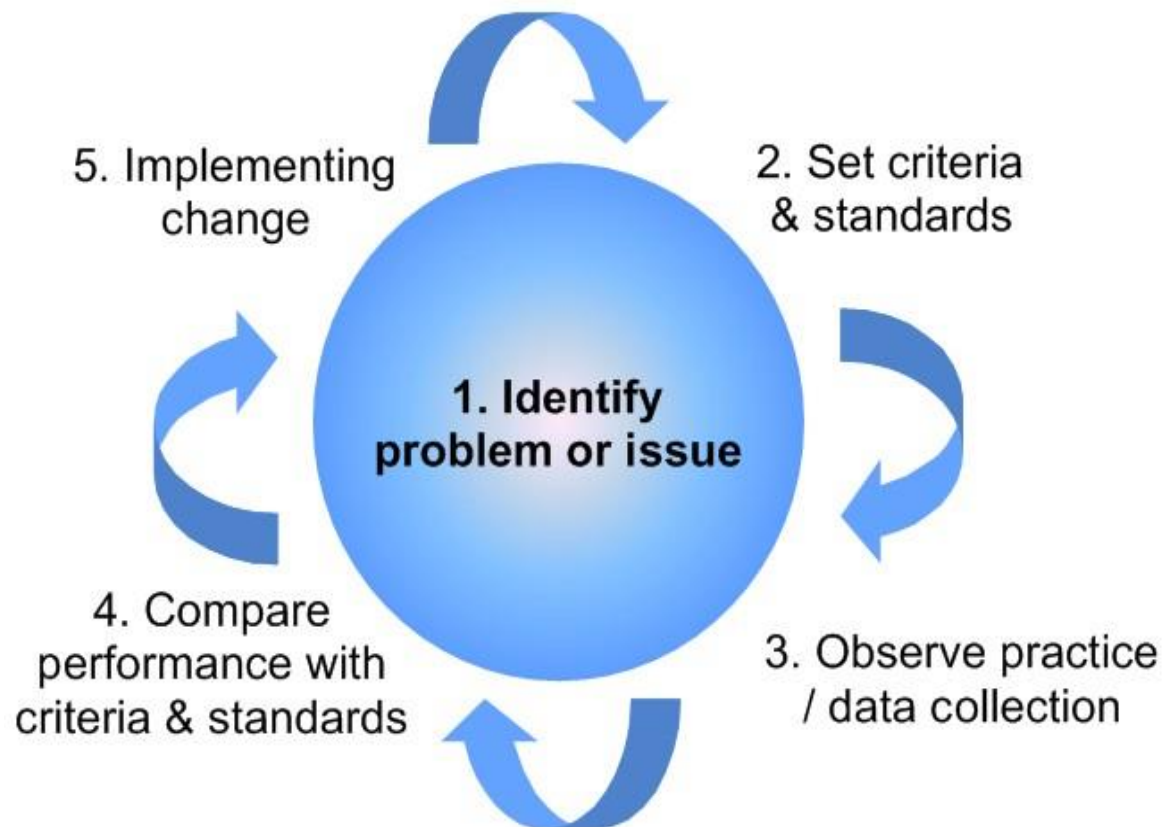 1. Identify
problem or issue
2. Set criteria
& standards
3. Observe practice
/ data collection
4. Compare
performance with
criteria & standards
5. Implementing
change